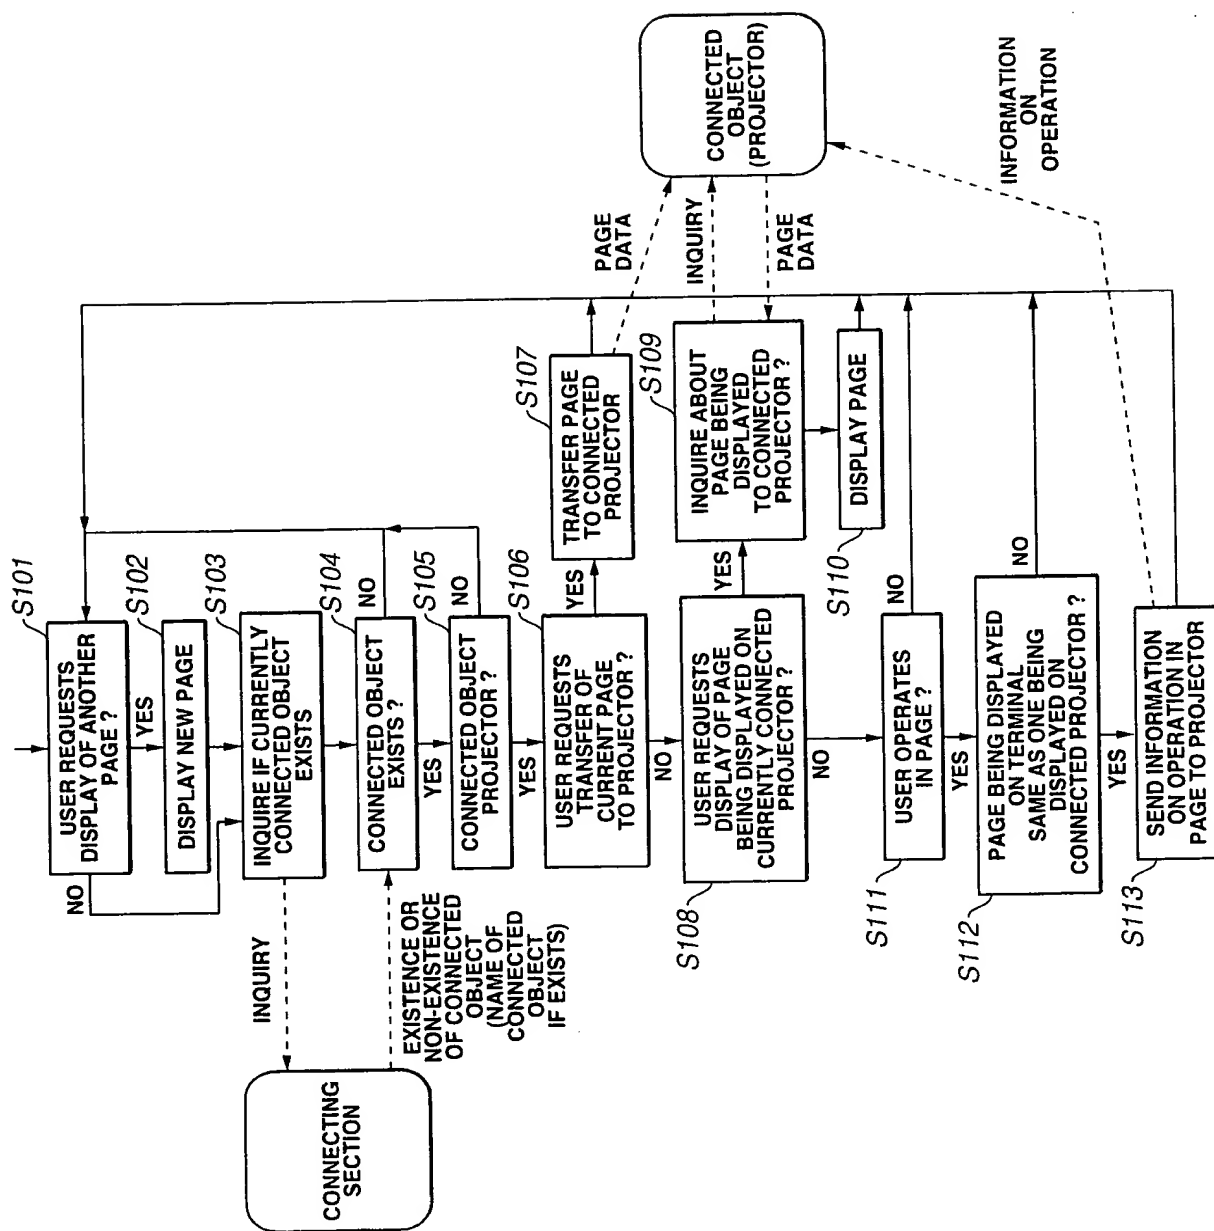 S101
USER REQUESTS
DISPLAY OF ANOTHER
PAGE ?
NO
YES
S102
DISPLAY NEW PAGE
S103
INQUIRE IF CURRENTLY
CONNECTED OBJECT
EXISTS
INQUIRY
CONNECTING
SECTION
EXISTENCE OR
NON-EXISTENCE
OF CONNECTED
OBJECT
(NAME OF
CONNECTED
OBJECT
IF EXISTS)
S104
CONNECTED OBJECT
EXISTS ?
NO
YES
S105
CONNECTED OBJECT
PROJECTOR ?
NO
YES
S106
USER REQUESTS
TRANSFER OF
CURRENT PAGE
TO PROJECTOR ?
YES
NO
S107
TRANSFER PAGE
TO CONNECTED
PROJECTOR
PAGE
DATA
CONNECTED
OBJECT
(PROJECTOR)
S108
USER REQUESTS
DISPLAY OF PAGE
BEING DISPLAYED ON
CURRENTLY CONNECTED
PROJECTOR ?
YES
NO
S109
INQUIRE ABOUT
PAGE BEING
DISPLAYED
TO CONNECTED
PROJECTOR ?
INQUIRY
PAGE
DATA
S110
DISPLAY PAGE
S111
USER OPERATES
IN PAGE ?
NO
YES
S112
PAGE BEING DISPLAYED
ON TERMINAL
SAME AS ONE BEING
DISPLAYED ON
CONNECTED PROJECTOR ?
NO
YES
S113
SEND INFORMATION
ON OPERATION IN
PAGE TO PROJECTOR
INFORMATION
ON
OPERATION